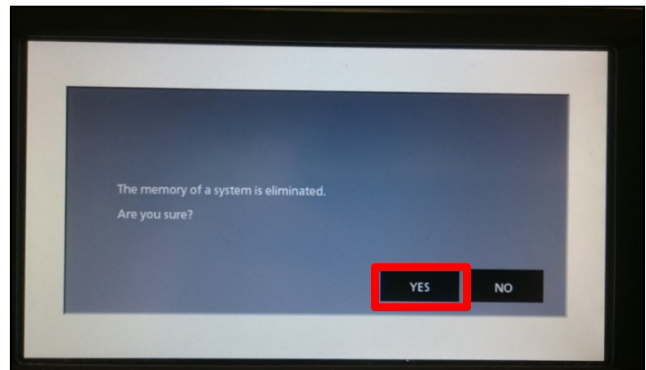 The memory of a system is eliminated.
Are you sure?
YES NO